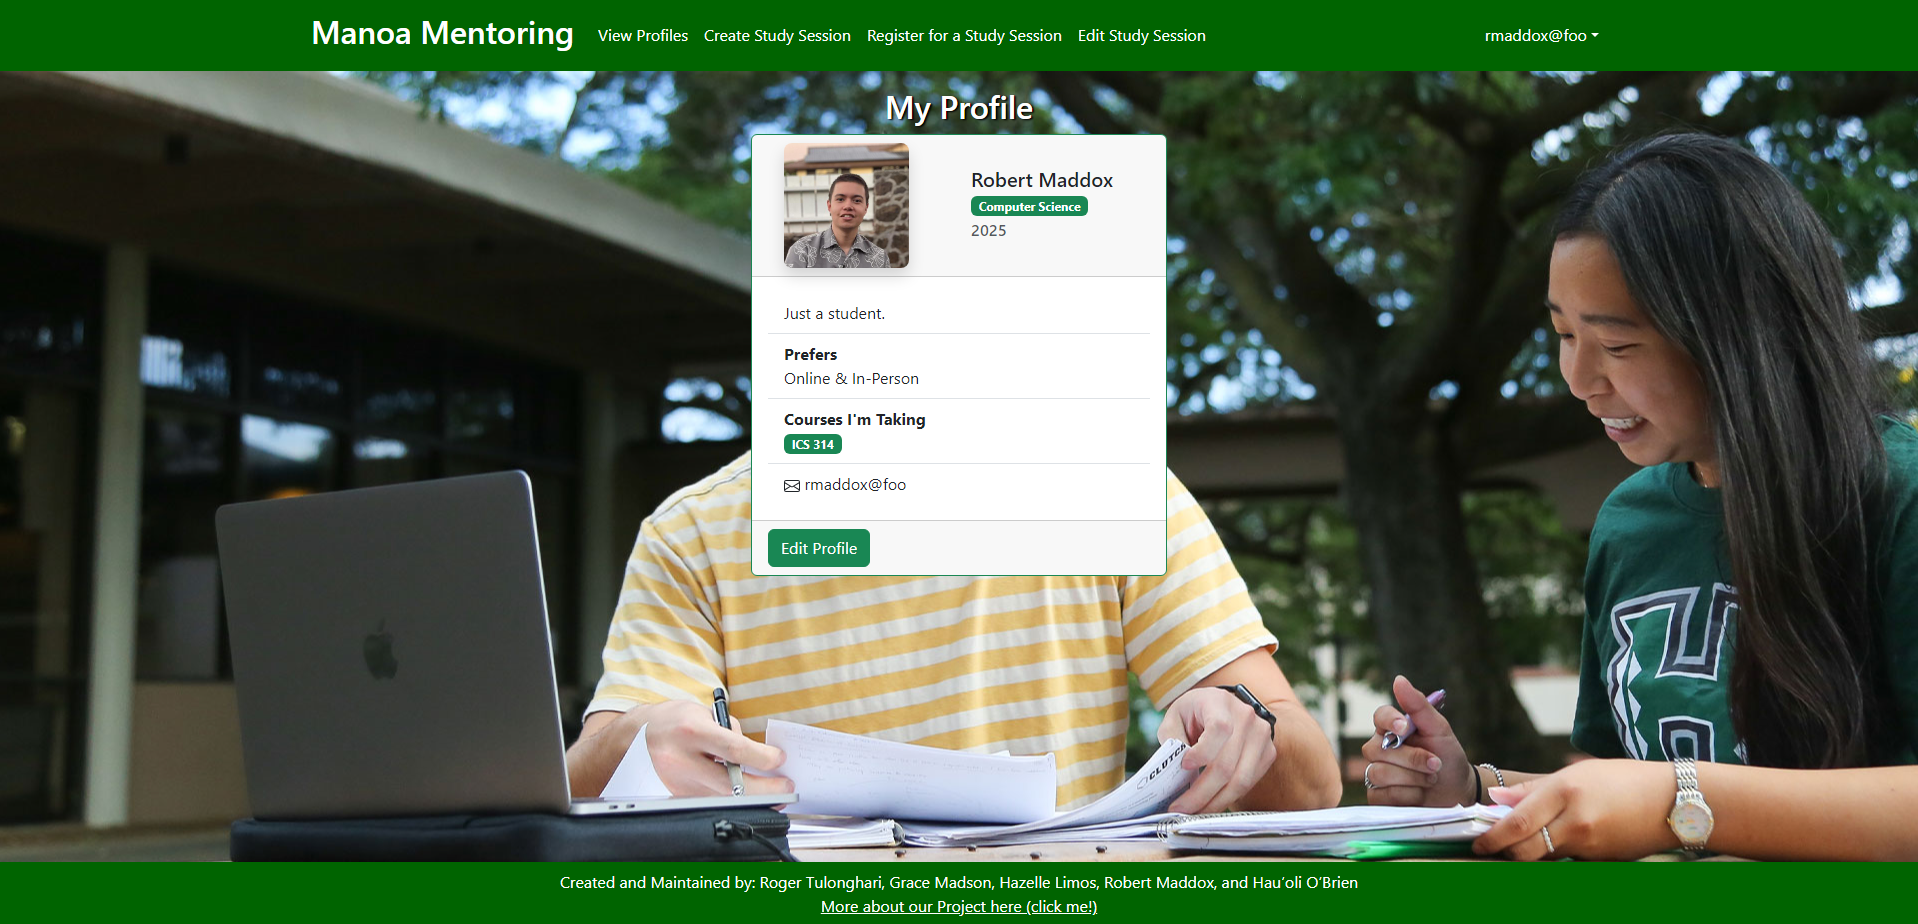 Manoa Mentoring View Profiles Create Study Session Register for a Study Session Edit Study Session rmaddox@foo
My Profile
Robert Maddox
Computer Science
2025
Just a student.
Prefers
Online & In-Person
Courses I'm Taking
ICS 314
rmaddox@foo
Edit Profile
CLUTCH
Created and Maintained by: Roger Tulonghari, Grace Madson, Hazelle Limos, Robert Maddox, and Hauʻoli OʻBrien
More about our Project here (click me!)